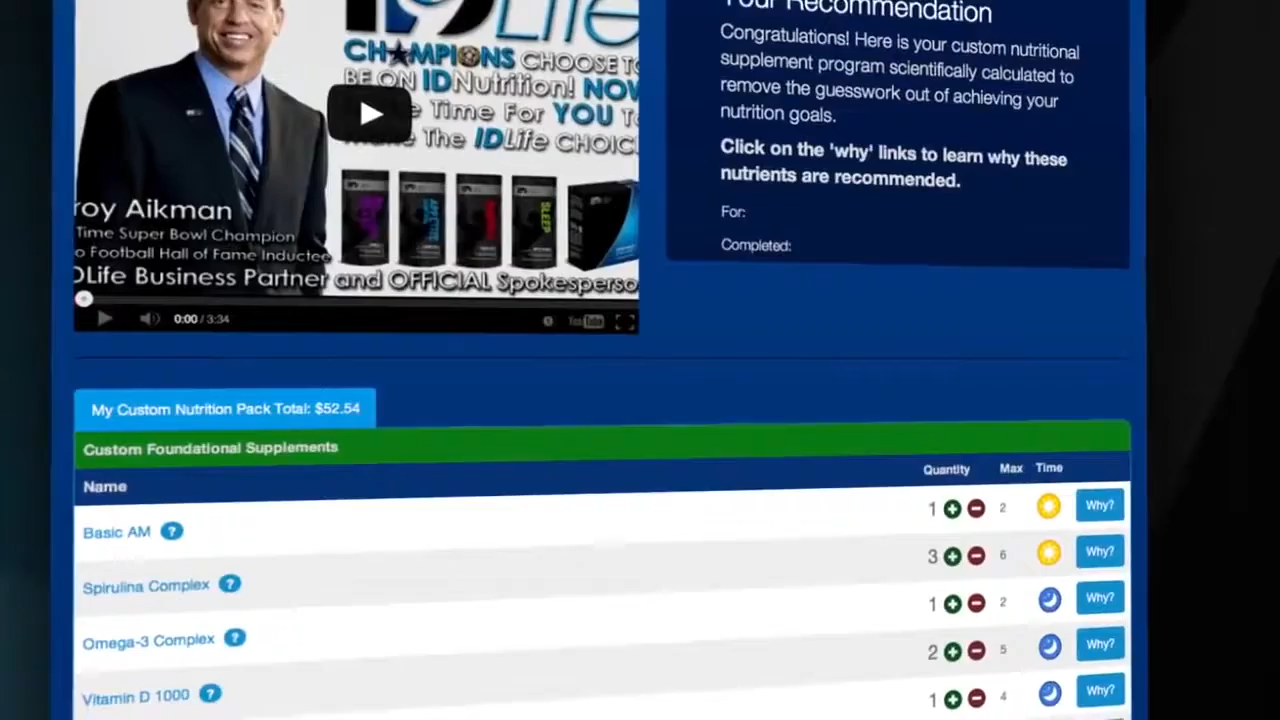 IDLife
CHAMPIONS CHOOSE TO
BE ON IDNutrition! NOW
Time For YOU T
The IDLife CHOIC
roy Aikman
Time Super Bowl Champion
o Football Hall of Fame Inductee
DLife Business Partner and OFFICIAL Spokesperso
SLEEP
0:00 / 3:34
YouTube
Your Recommendation
Congratulations! Here is your custom nutritional
supplement program scientifically calculated to
remove the guesswork out of achieving your
nutrition goals.
Click on the 'why' links to learn why these
nutrients are recommended.
For:
Completed:
My Custom Nutrition Pack Total: $52.54
Custom Foundational Supplements
Name Quantity Max Time
Basic AM ? 1 2 Why?
Spirulina Complex ? 3 6 Why?
Omega-3 Complex ? 1 2 Why?
Vitamin D 1000 ? 2 5 Why?
1 4 Why?